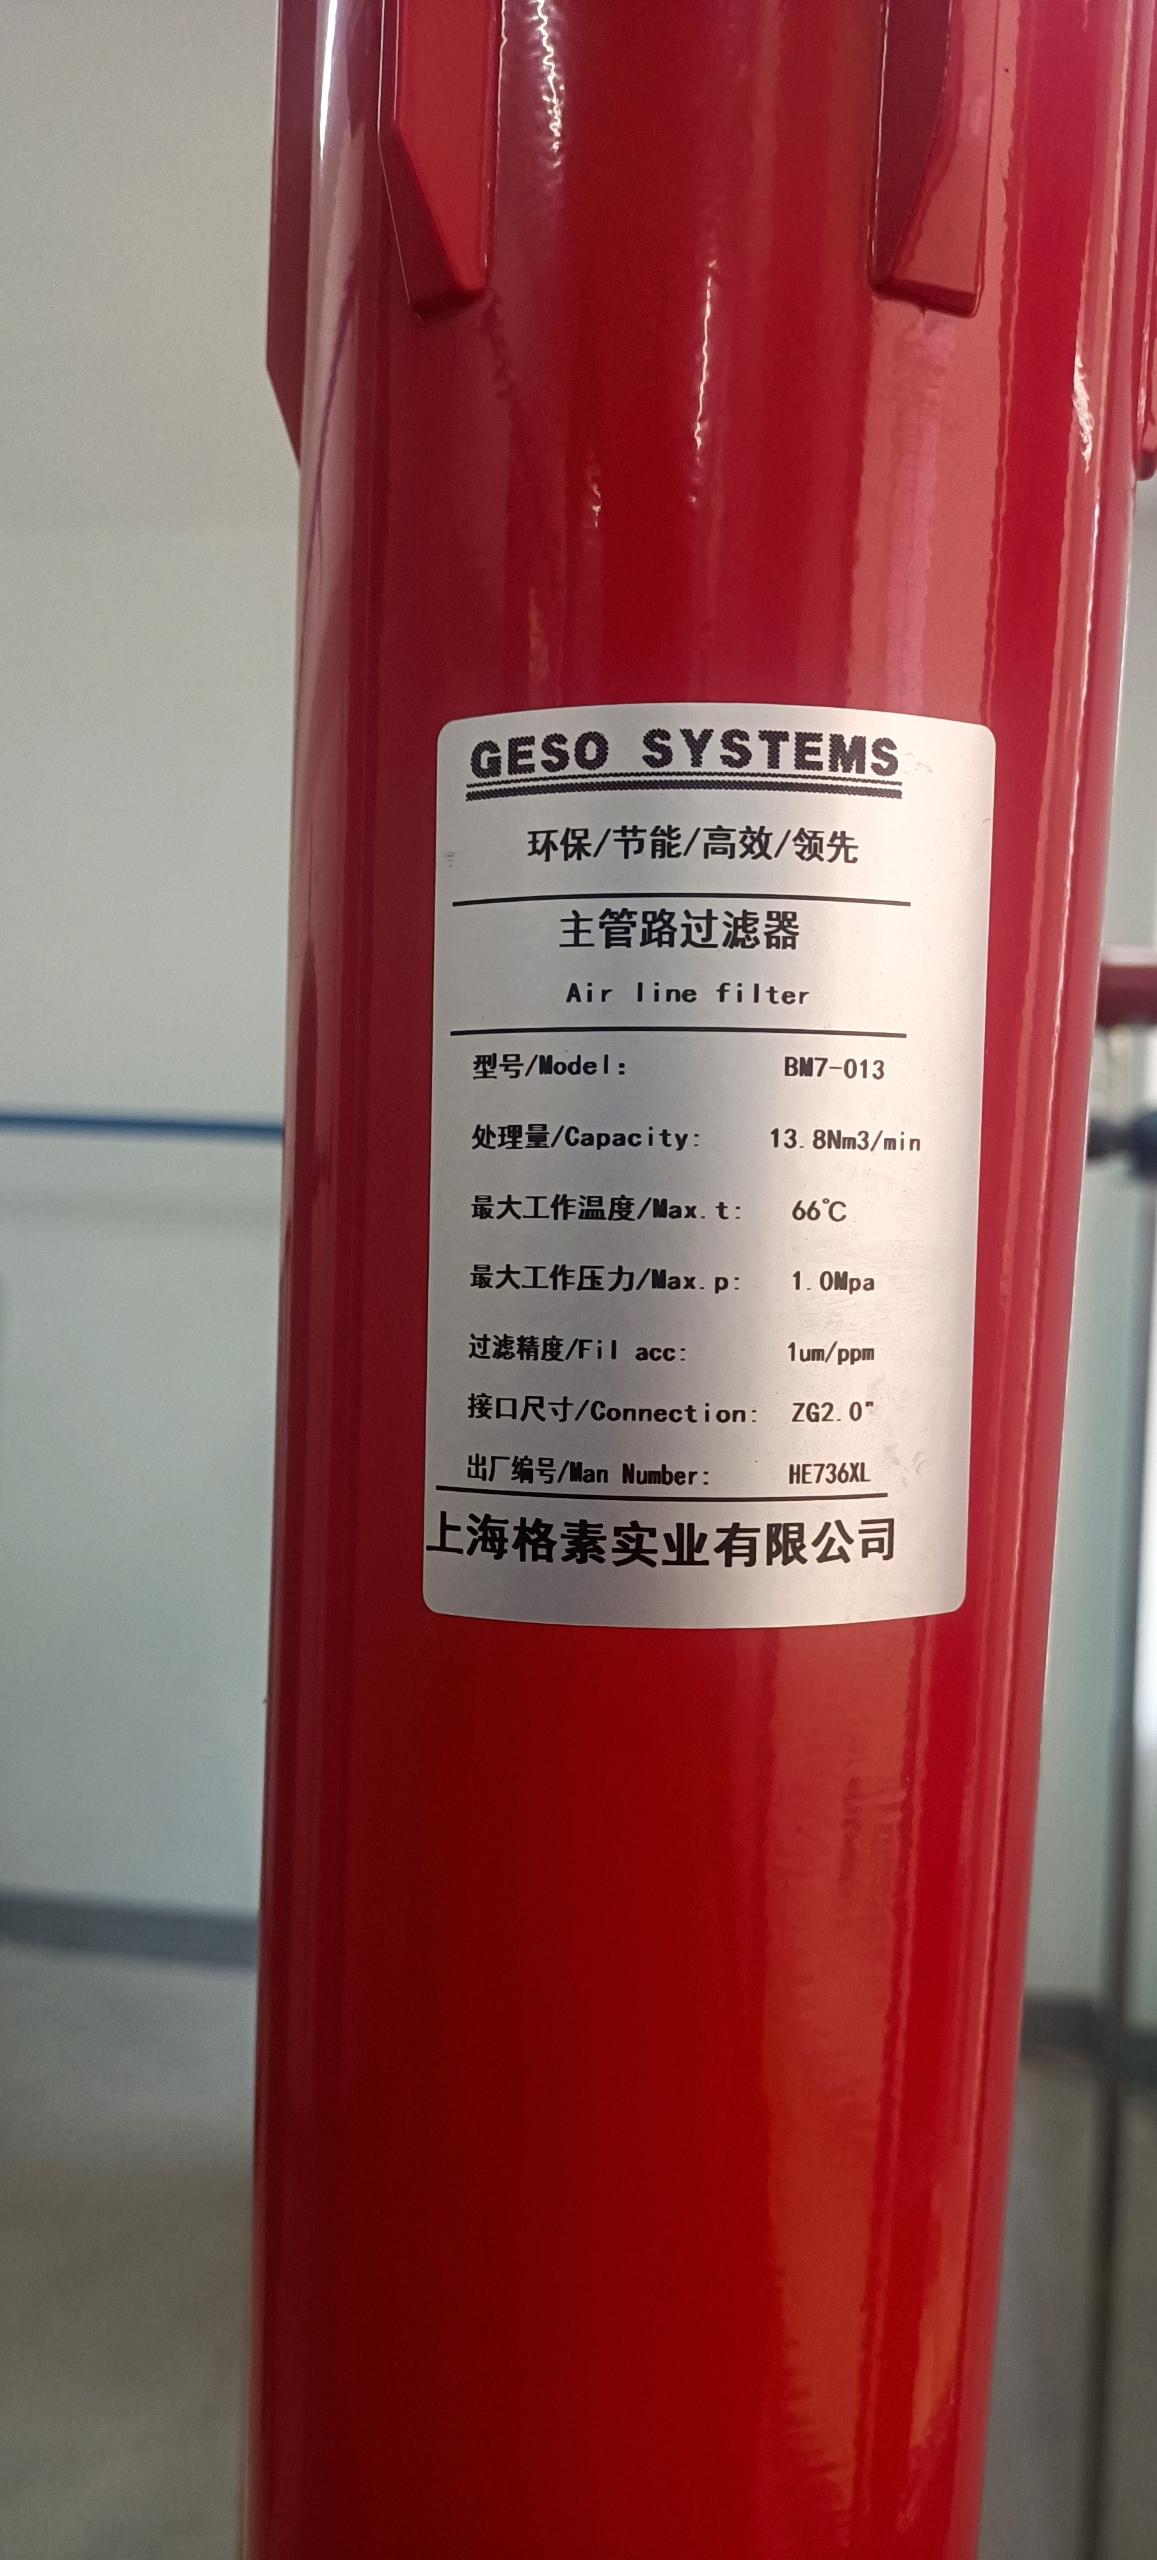 GESO SYSTEMS
环保/节能/高效/领先
主管路过滤器
Air line filter
型号/Model: BM7-013
处理量/Capacity: 13.8Nm3/min
最大工作温度/Max.t: 66℃
最大工作压力/Max.p: 1.0Mpa
过滤精度/Fil acc: 1um/ppm
接口尺寸/Connection: ZG2.0"
出厂编号/Man Number: HE736XL
上海格素实业有限公司